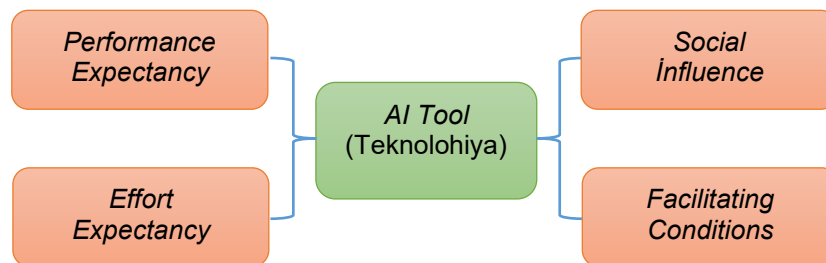 Performance
Expectancy
Social
İnfluence
AI Tool
(Teknolohiya)
Effort
Expectancy
Facilitating
Conditions